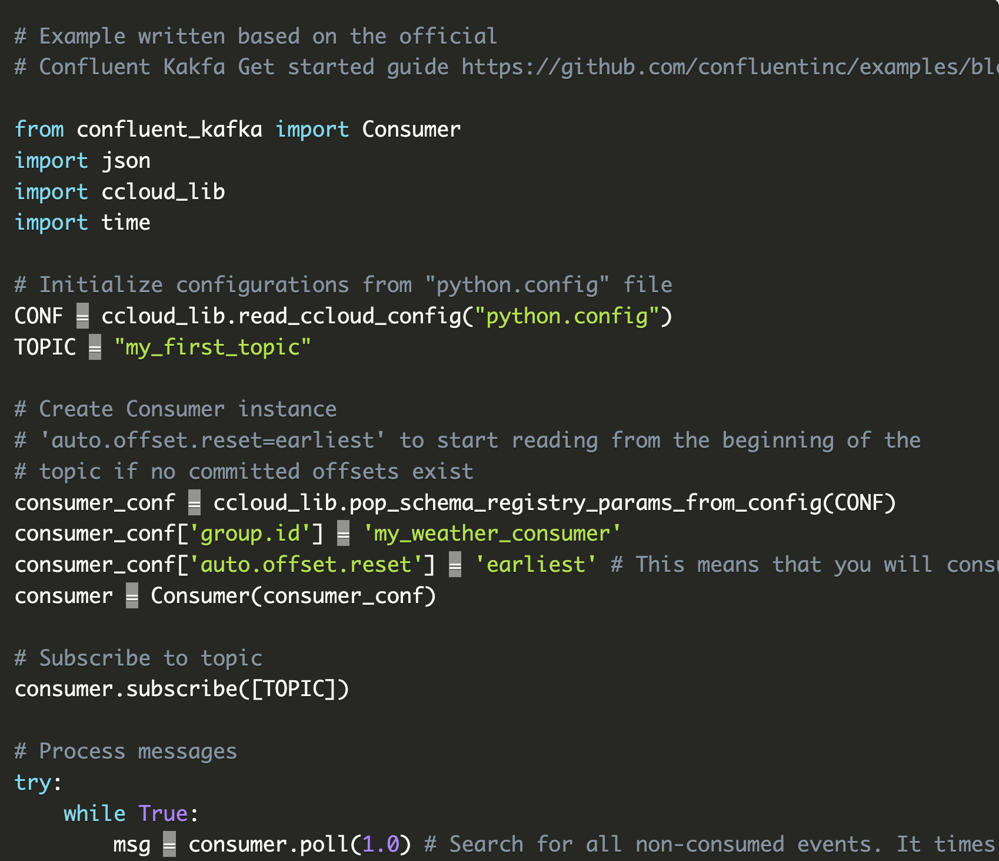 # Example written based on the official
# Confluent Kakfa Get started guide https://github.com/confluentinc/examples/
from confluent_kafka import Consumer
import json
import ccloud_lib
import time
# Initialize configurations from "python.config" file
CONF = ccloud_lib.read_ccloud_config("python.config")
TOPIC = "my_first_topic"
# Create Consumer instance
# 'auto.offset.reset=earliest' to start reading from the beginning of the
# topic if no committed offsets exist
consumer_conf = ccloud_lib.pop_schema_registry_params_from_config(CONF)
consumer_conf['group.id'] = 'my_weather_consumer'
consumer_conf['auto.offset.reset'] = 'earliest' # This means that you will
consumer = Consumer(consumer_conf)
# Subscribe to topic
consumer.subscribe([TOPIC])
# Process messages
try:
    while True:
        msg = consumer.poll(1.0) # Search for all non-consumed events. It times